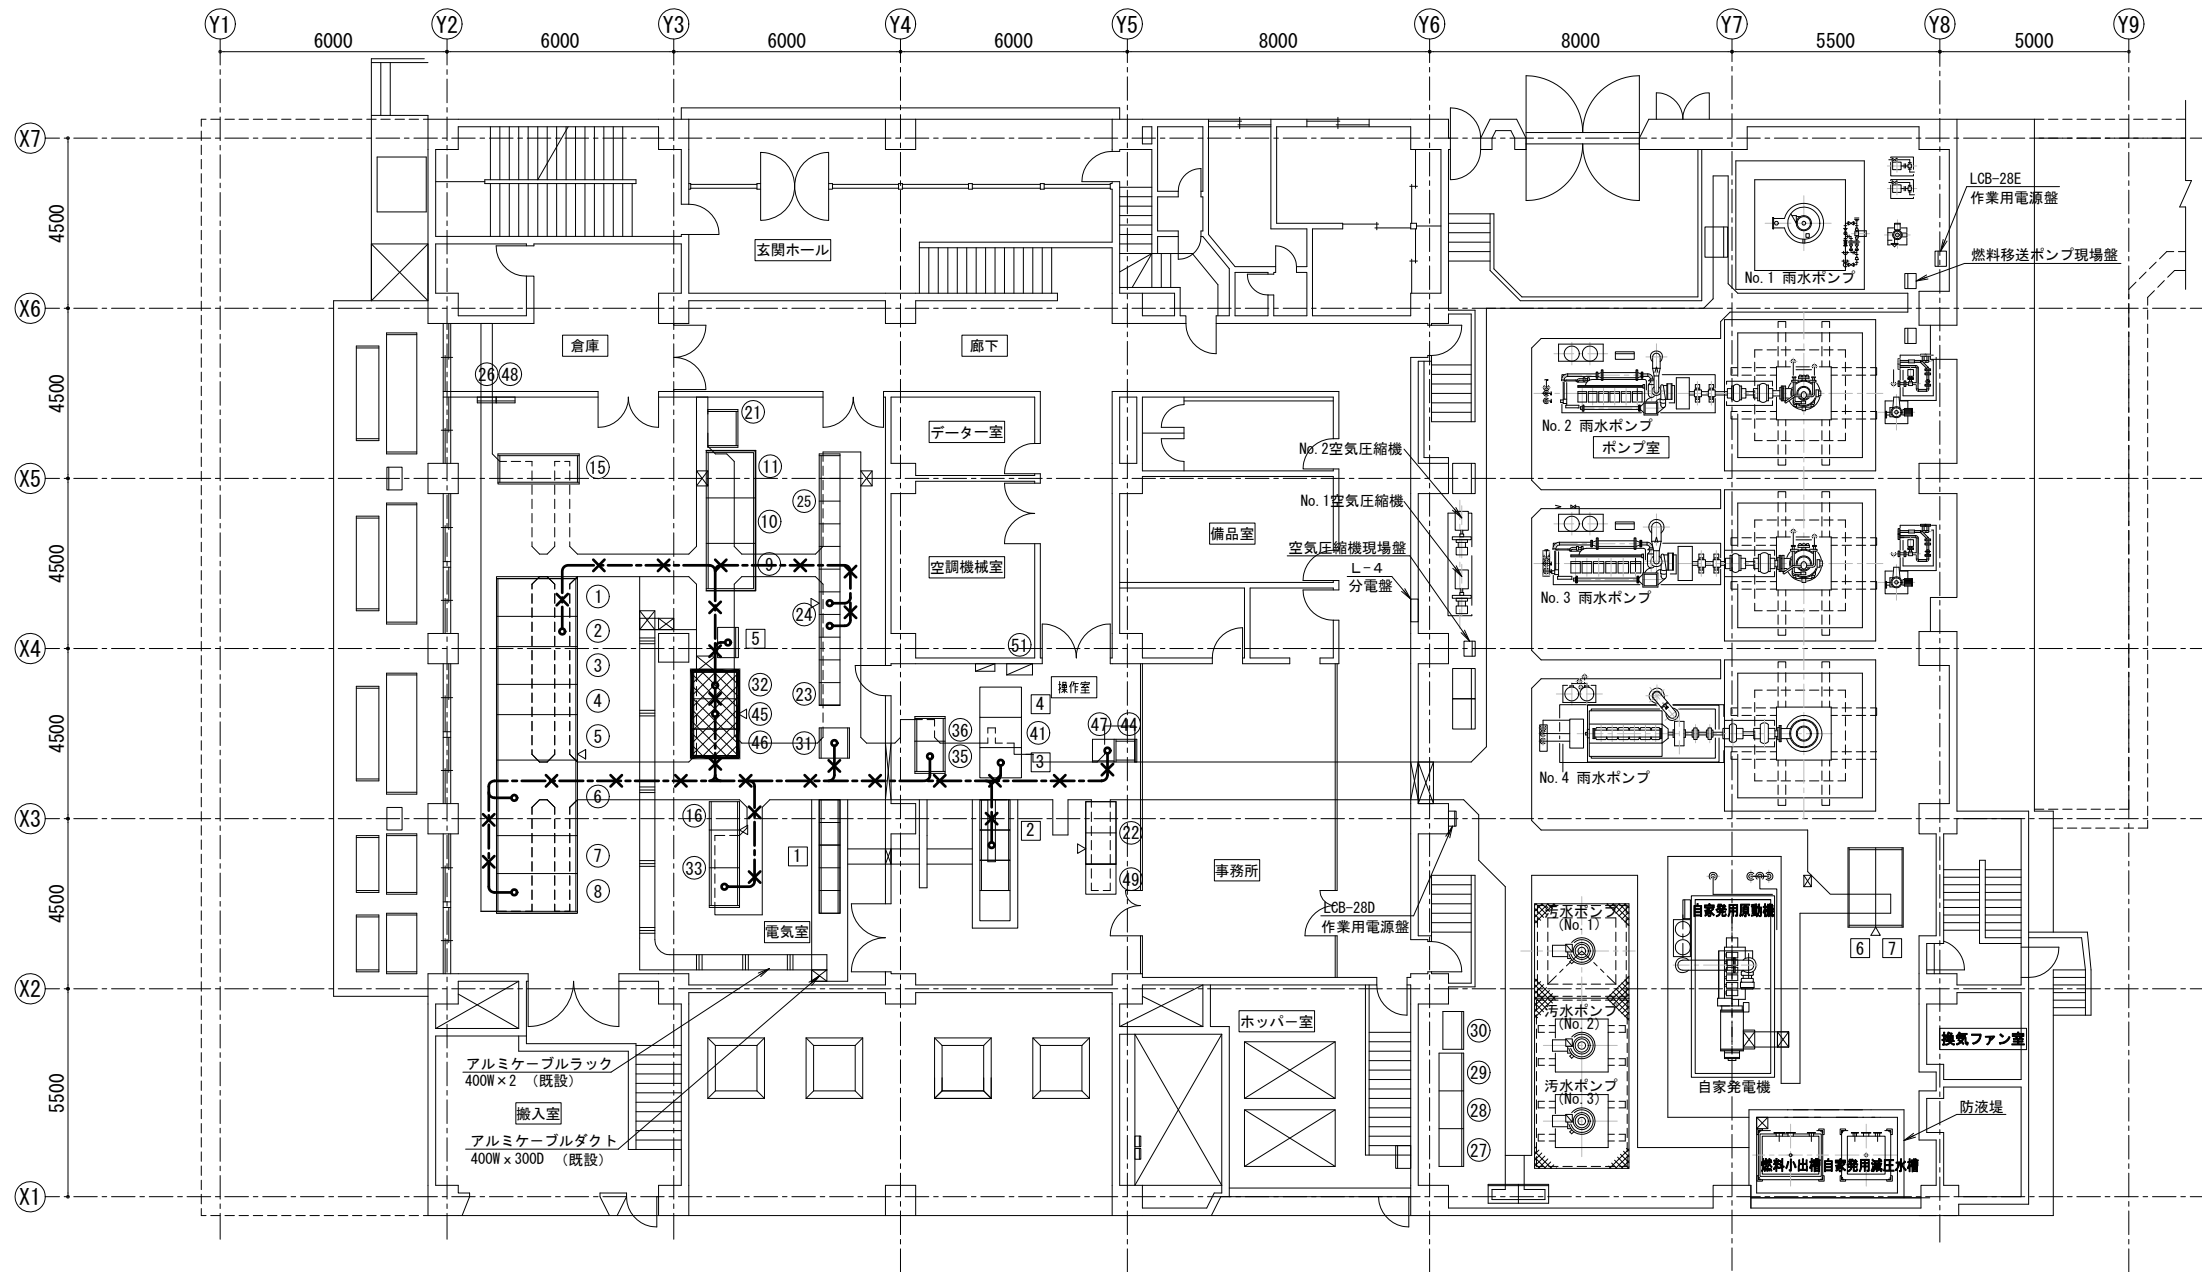 Y1
Y2
Y3
Y4
Y5
Y6
Y7
Y8
Y9
6000
6000
6000
6000
8000
8000
5500
5000
X7
4500
X6
4500
X5
4500
X4
4500
X3
4500
X2
5500
X1
LCB-28E
作業用電源盤
燃料移送ポンプ現場盤
玄関ホール
No.1 雨水ポンプ
倉庫
廊下
26
48
21
データー室
No.2 雨水ポンプ
ポンプ室
No.2空気圧縮機
15
11
25
10
No.1空気圧縮機
備品室
空気圧縮機現場盤
L-4
分電盤
空調機械室
9
1
24
No.3 雨水ポンプ
2
5
51
3
32
操作室
23
4
4
45
47
44
5
46
31
36
41
35
3
No.4 雨水ポンプ
6
16
2
22
7
1
33
49
事務所
8
LCB-28D
作業用電源盤
電気室
汚水ポンプ
(No.1)
自家発用原動機
6
7
汚水ポンプ
(No.2)
ホッパー室
30
換気ファン室
アルミケーブルラック
400W×2 （既設）
29
汚水ポンプ
(No.3)
自家発電機
搬入室
28
防液堤
アルミケーブルダクト
400W×300D （既設）
27
燃料小出槽
自家発用減圧水槽